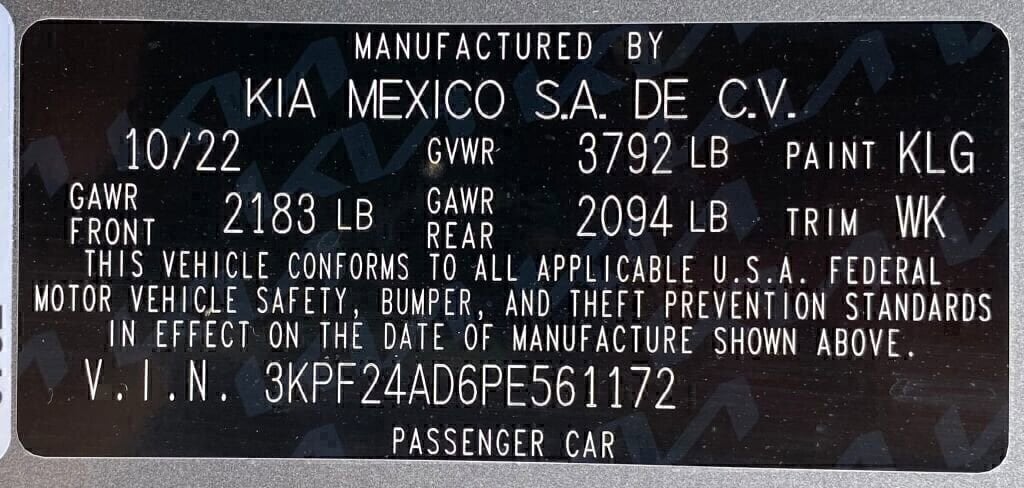 MANUFACTURED BY
KIA MEXICO S.A. DE C.V.
10/22 GVWR 3792 LB PAINT KLG
GAWR FRONT 2183 LB GAWR REAR 2094 LB TRIM WK
THIS VEHICLE CONFORMS TO ALL APPLICABLE U.S.A. FEDERAL
MOTOR VEHICLE SAFETY, BUMPER, AND THEFT PREVENTION STANDARDS
IN EFFECT ON THE DATE OF MANUFACTURE SHOWN ABOVE.
V.I.N. 3KPF24AD6PE561172
PASSENGER CAR